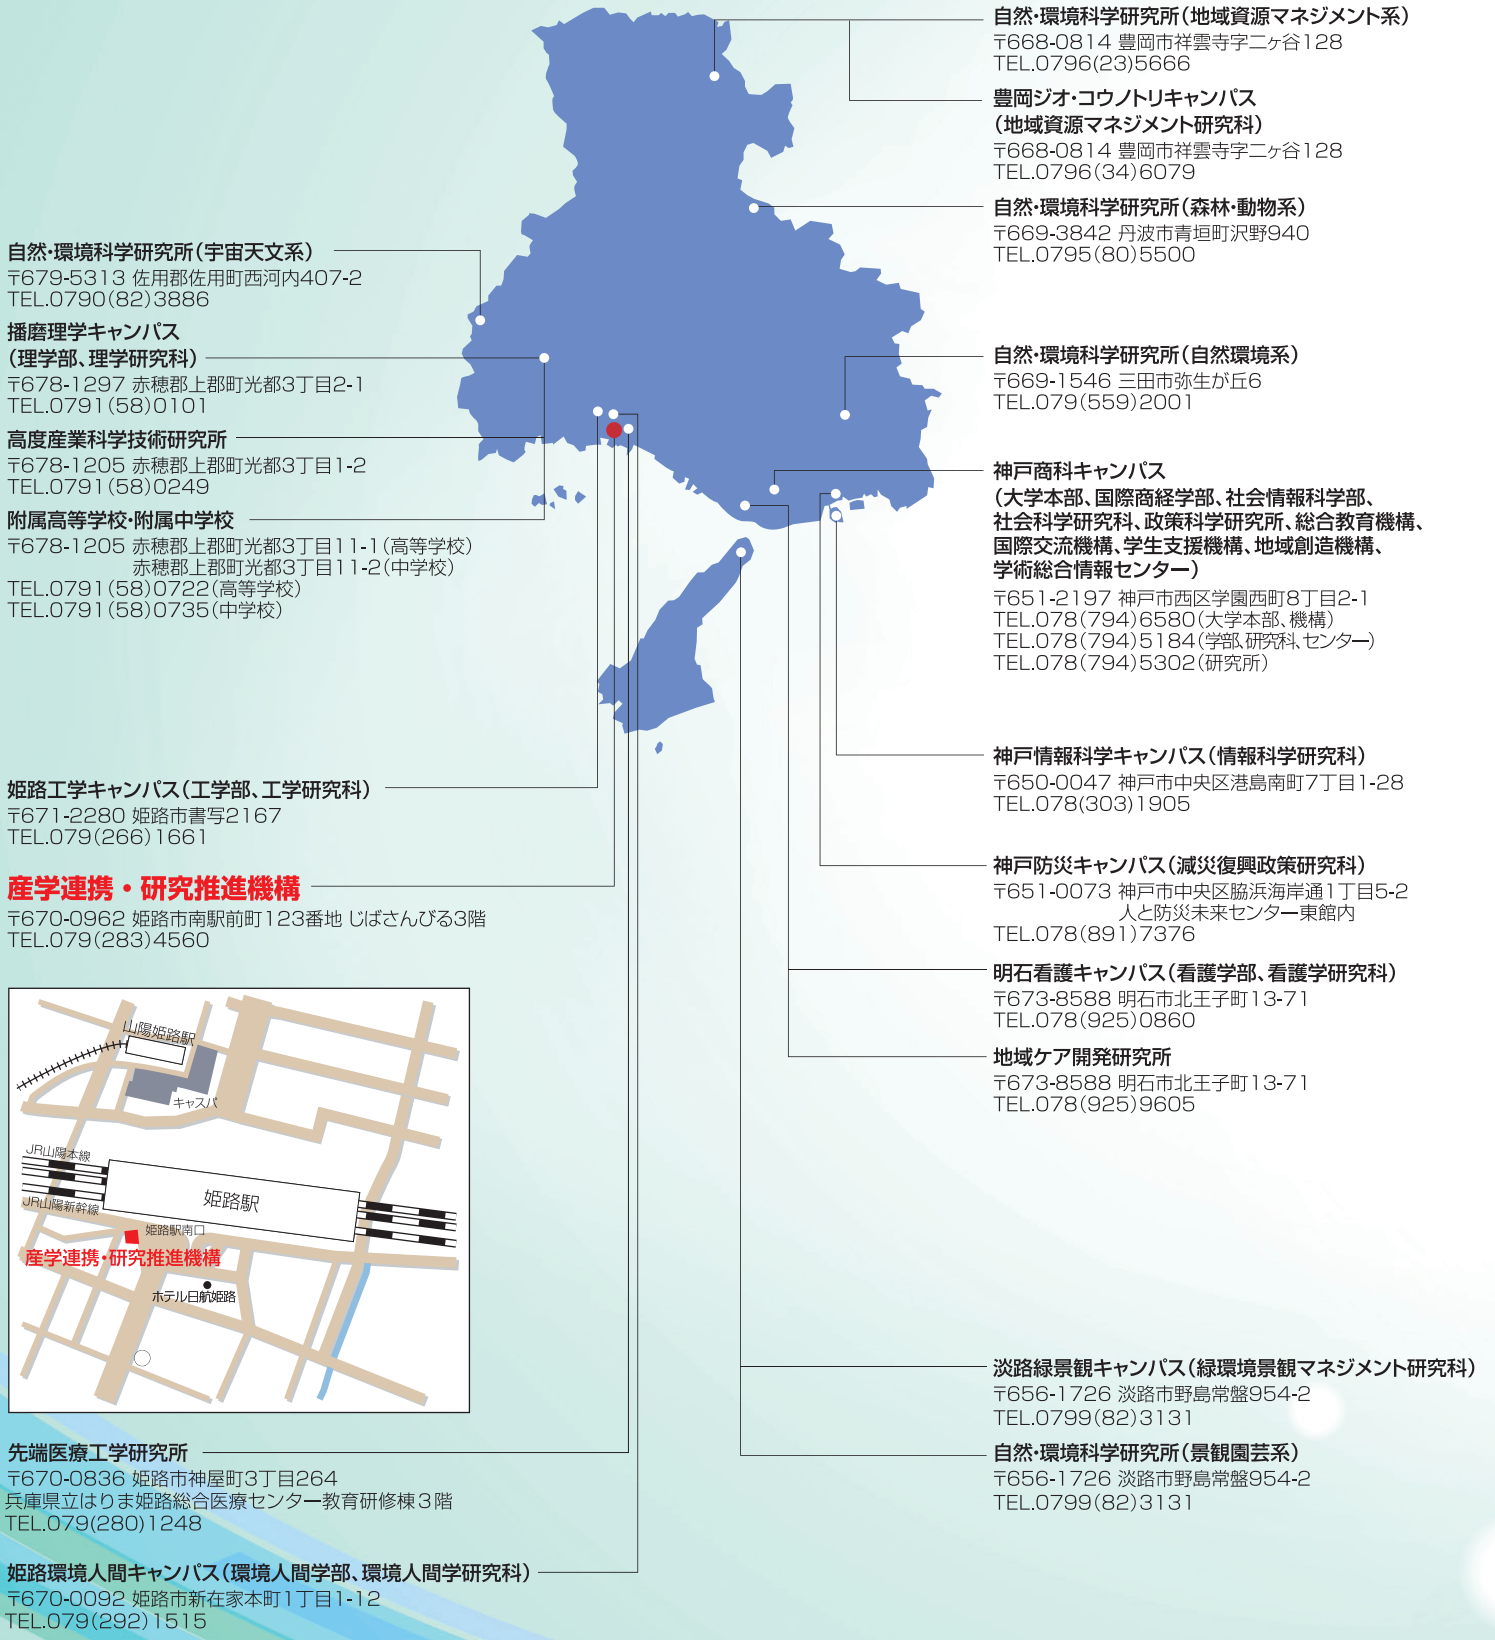 自然・環境科学研究所(地域資源マネジメント系)
〒668-0814 豊岡市祥雲寺字二ヶ谷128
TEL.0796(23)5666
豊岡ジオ・コウノトリキャンパス
(地域資源マネジメント研究科)
〒668-0814 豊岡市祥雲寺字二ヶ谷128
TEL.0796(34)6079
自然・環境科学研究所(森林・動物系)
〒669-3842 丹波市青垣町沢野940
TEL.0795(80)5500
自然・環境科学研究所(自然環境系)
〒669-1546 三田市弥生が丘6
TEL.079(559)2001
神戸商科キャンパス
(大学本部、国際商経学部、社会情報科学部、
社会科学研究科、政策科学研究所、総合教育機構、
国際交流機構、学生支援機構、地域創造機構、
学術総合情報センター)
〒651-2197 神戸市西区学園西町8丁目2-1
TEL.078(794)6580(大学本部、機構)
TEL.078(794)5184(学部、研究科、センター)
TEL.078(794)5302(研究所)
神戸情報科学キャンパス(情報科学研究科)
〒650-0047 神戸市中央区港島南町7丁目1-28
TEL.078(303)1905
神戸防災キャンパス(減災復興政策研究科)
〒651-0073 神戸市中央区脇浜海岸通1丁目5-2
人と防災未来センター東館内
TEL.078(891)7376
明石看護キャンパス(看護学部、看護学研究科)
〒673-8588 明石市北王子町13-71
TEL.078(925)0860
地域ケア開発研究所
〒673-8588 明石市北王子町13-71
TEL.078(925)9605
淡路緑景観キャンパス(緑環境景観マネジメント研究科)
〒656-1726 淡路市野島常盤954-2
TEL.0799(82)3131
自然・環境科学研究所(景観園芸系)
〒656-1726 淡路市野島常盤954-2
TEL.0799(82)3131
自然・環境科学研究所(宇宙天文系)
〒679-5313 佐用郡佐用町西河内407-2
TEL.0790(82)3886
播磨理学キャンパス
(理学部、理学研究科)
〒678-1297 赤穂郡上郡町光都3丁目2-1
TEL.0791(58)0101
高度産業科学技術研究所
〒678-1205 赤穂郡上郡町光都3丁目1-2
TEL.0791(58)0249
附属高等学校・附属中学校
〒678-1205 赤穂郡上郡町光都3丁目11-1(高等学校)
赤穂郡上郡町光都3丁目11-2(中学校)
TEL.0791(58)0722(高等学校)
TEL.0791(58)0735(中学校)
姫路工学キャンパス(工学部、工学研究科)
〒671-2280 姫路市書写2167
TEL.079(266)1661
産学連携・研究推進機構
〒670-0962 姫路市南駅前町123番地 じばさんびる3階
TEL.079(283)4560
山陽姫路駅
キャスパ
JR山陽本線
姫路駅
JR山陽新幹線
姫路駅南口
産学連携・研究推進機構
ホテル日航姫路
先端医療工学研究所
〒670-0836 姫路市神屋町3丁目264
兵庫県立はりま姫路総合医療センター教育研修棟3階
TEL.079(280)1248
姫路環境人間キャンパス(環境人間学部、環境人間学研究科)
〒670-0092 姫路市新在家本町1丁目1-12
TEL.079(292)1515